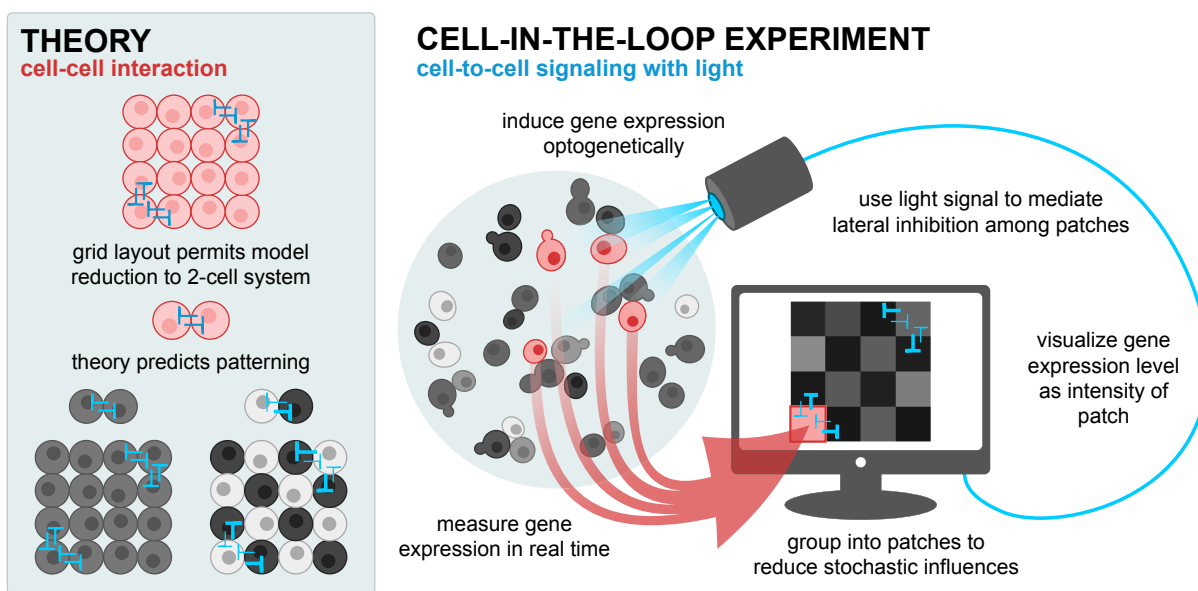 THEORY
cell-cell interaction
grid layout permits model
reduction to 2-cell system
theory predicts patterning
CELL-IN-THE-LOOP EXPERIMENT
cell-to-cell signaling with light
induce gene expression
optogenetically
use light signal to mediate
lateral inhibition among patches
visualize gene
expression level
as intensity of
patch
measure gene
expression in real time
group into patches to
reduce stochastic influences